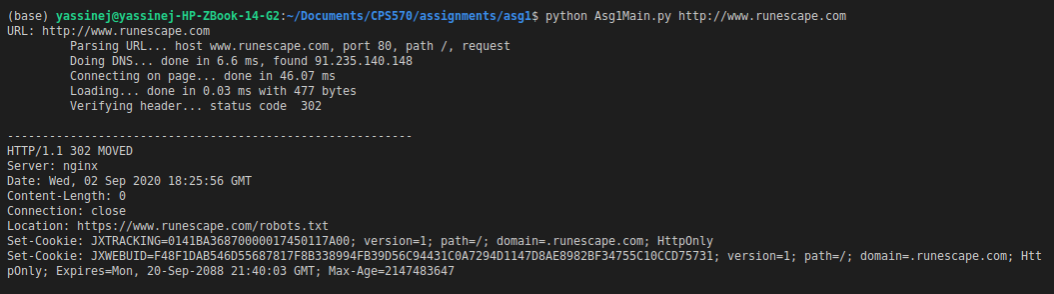 (base) yassinej@yassinej-HP-ZBook-14-G2:~/Documents/CPS570/assignments/asg1$ python Asg1Main.py http://www.runescape.com
URL: http://www.runescape.com
Parsing URL... host www.runescape.com, port 80, path /, request
Doing DNS... done in 6.6 ms, found 91.235.140.148
Connecting on page... done in 46.07 ms
Loading... done in 0.03 ms with 477 bytes
Verifying header... status code  302
----------------------------------------------------------
HTTP/1.1 302 MOVED
Server: nginx
Date: Wed, 02 Sep 2020 18:25:56 GMT
Content-Length: 0
Connection: close
Location: https://www.runescape.com/robots.txt
Set-Cookie: JXTRACKING=0141BA36870000017450117A00; version=1; path=/; domain=.runescape.com; HttpOnly
Set-Cookie: JXWEBUID=F48F1DAB546D55687817F8B338994FB39D56C94431C0A7294D1147D8AE8982BF34755C10CCD75731; version=1; path=/; domain=.runescape.com; Htt
pOnly; Expires=Mon, 20-Sep-2088 21:40:03 GMT; Max-Age=2147483647